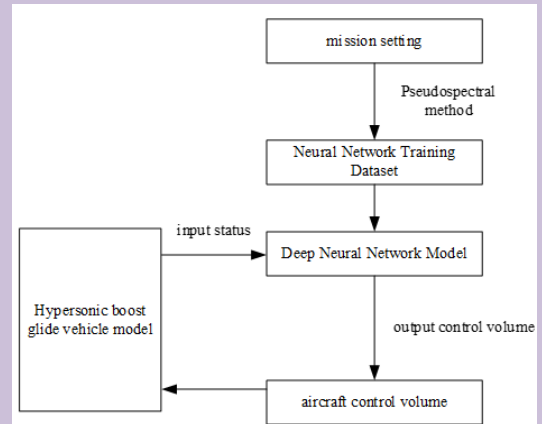 mission setting
Pseudospectral
method
Neural Network Training
Dataset
input status
Deep Neural Network Model
Hypersonic boost
glide vehicle model
output control volume
aircraft control volume